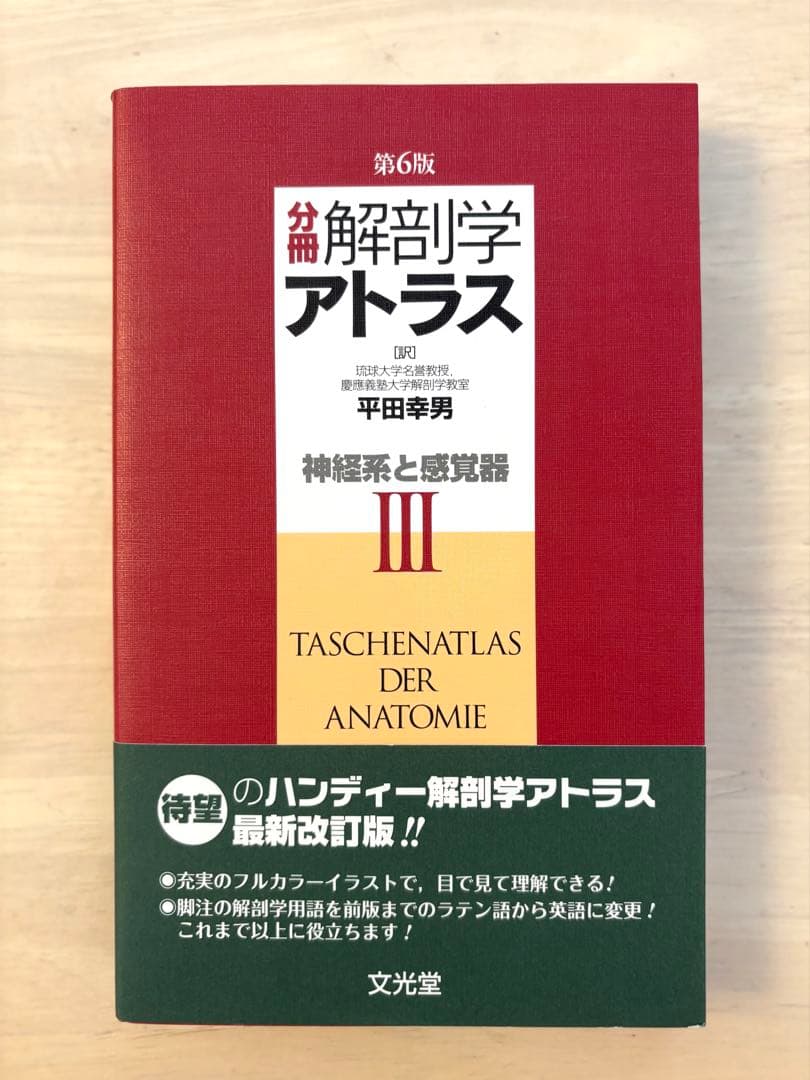 第6版
分冊 解剖学
アトラス
[訳]
琉球大学名誉教授,
慶應義塾大学解剖学教室
平田幸男
神経系と感覚器
III
TASCHENATLAS
DER
ANATOMIE
待望のハンディー解剖学アトラス
最新改訂版!!
◉充実のフルカラーイラストで,目で見て理解できる!
◉脚注の解剖学用語を前版までのラテン語から英語に変更!
これまで以上に役立ちます!
文光堂